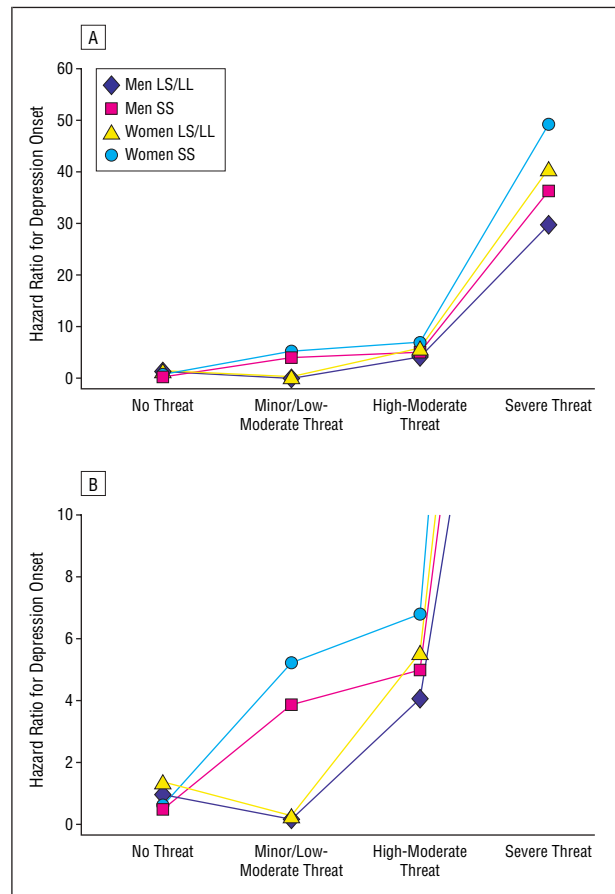 A
Hazard Ratio for Depression Onset
60
50
40
30
20
10
0
Men LS/LL
Men SS
Women LS/LL
Women SS
No Threat
Minor/Low-
Moderate Threat
High-Moderate
Threat
Severe Threat
B
Hazard Ratio for Depression Onset
10
8
6
4
2
0
No Threat
Minor/Low-
Moderate Threat
High-Moderate
Threat
Severe Threat